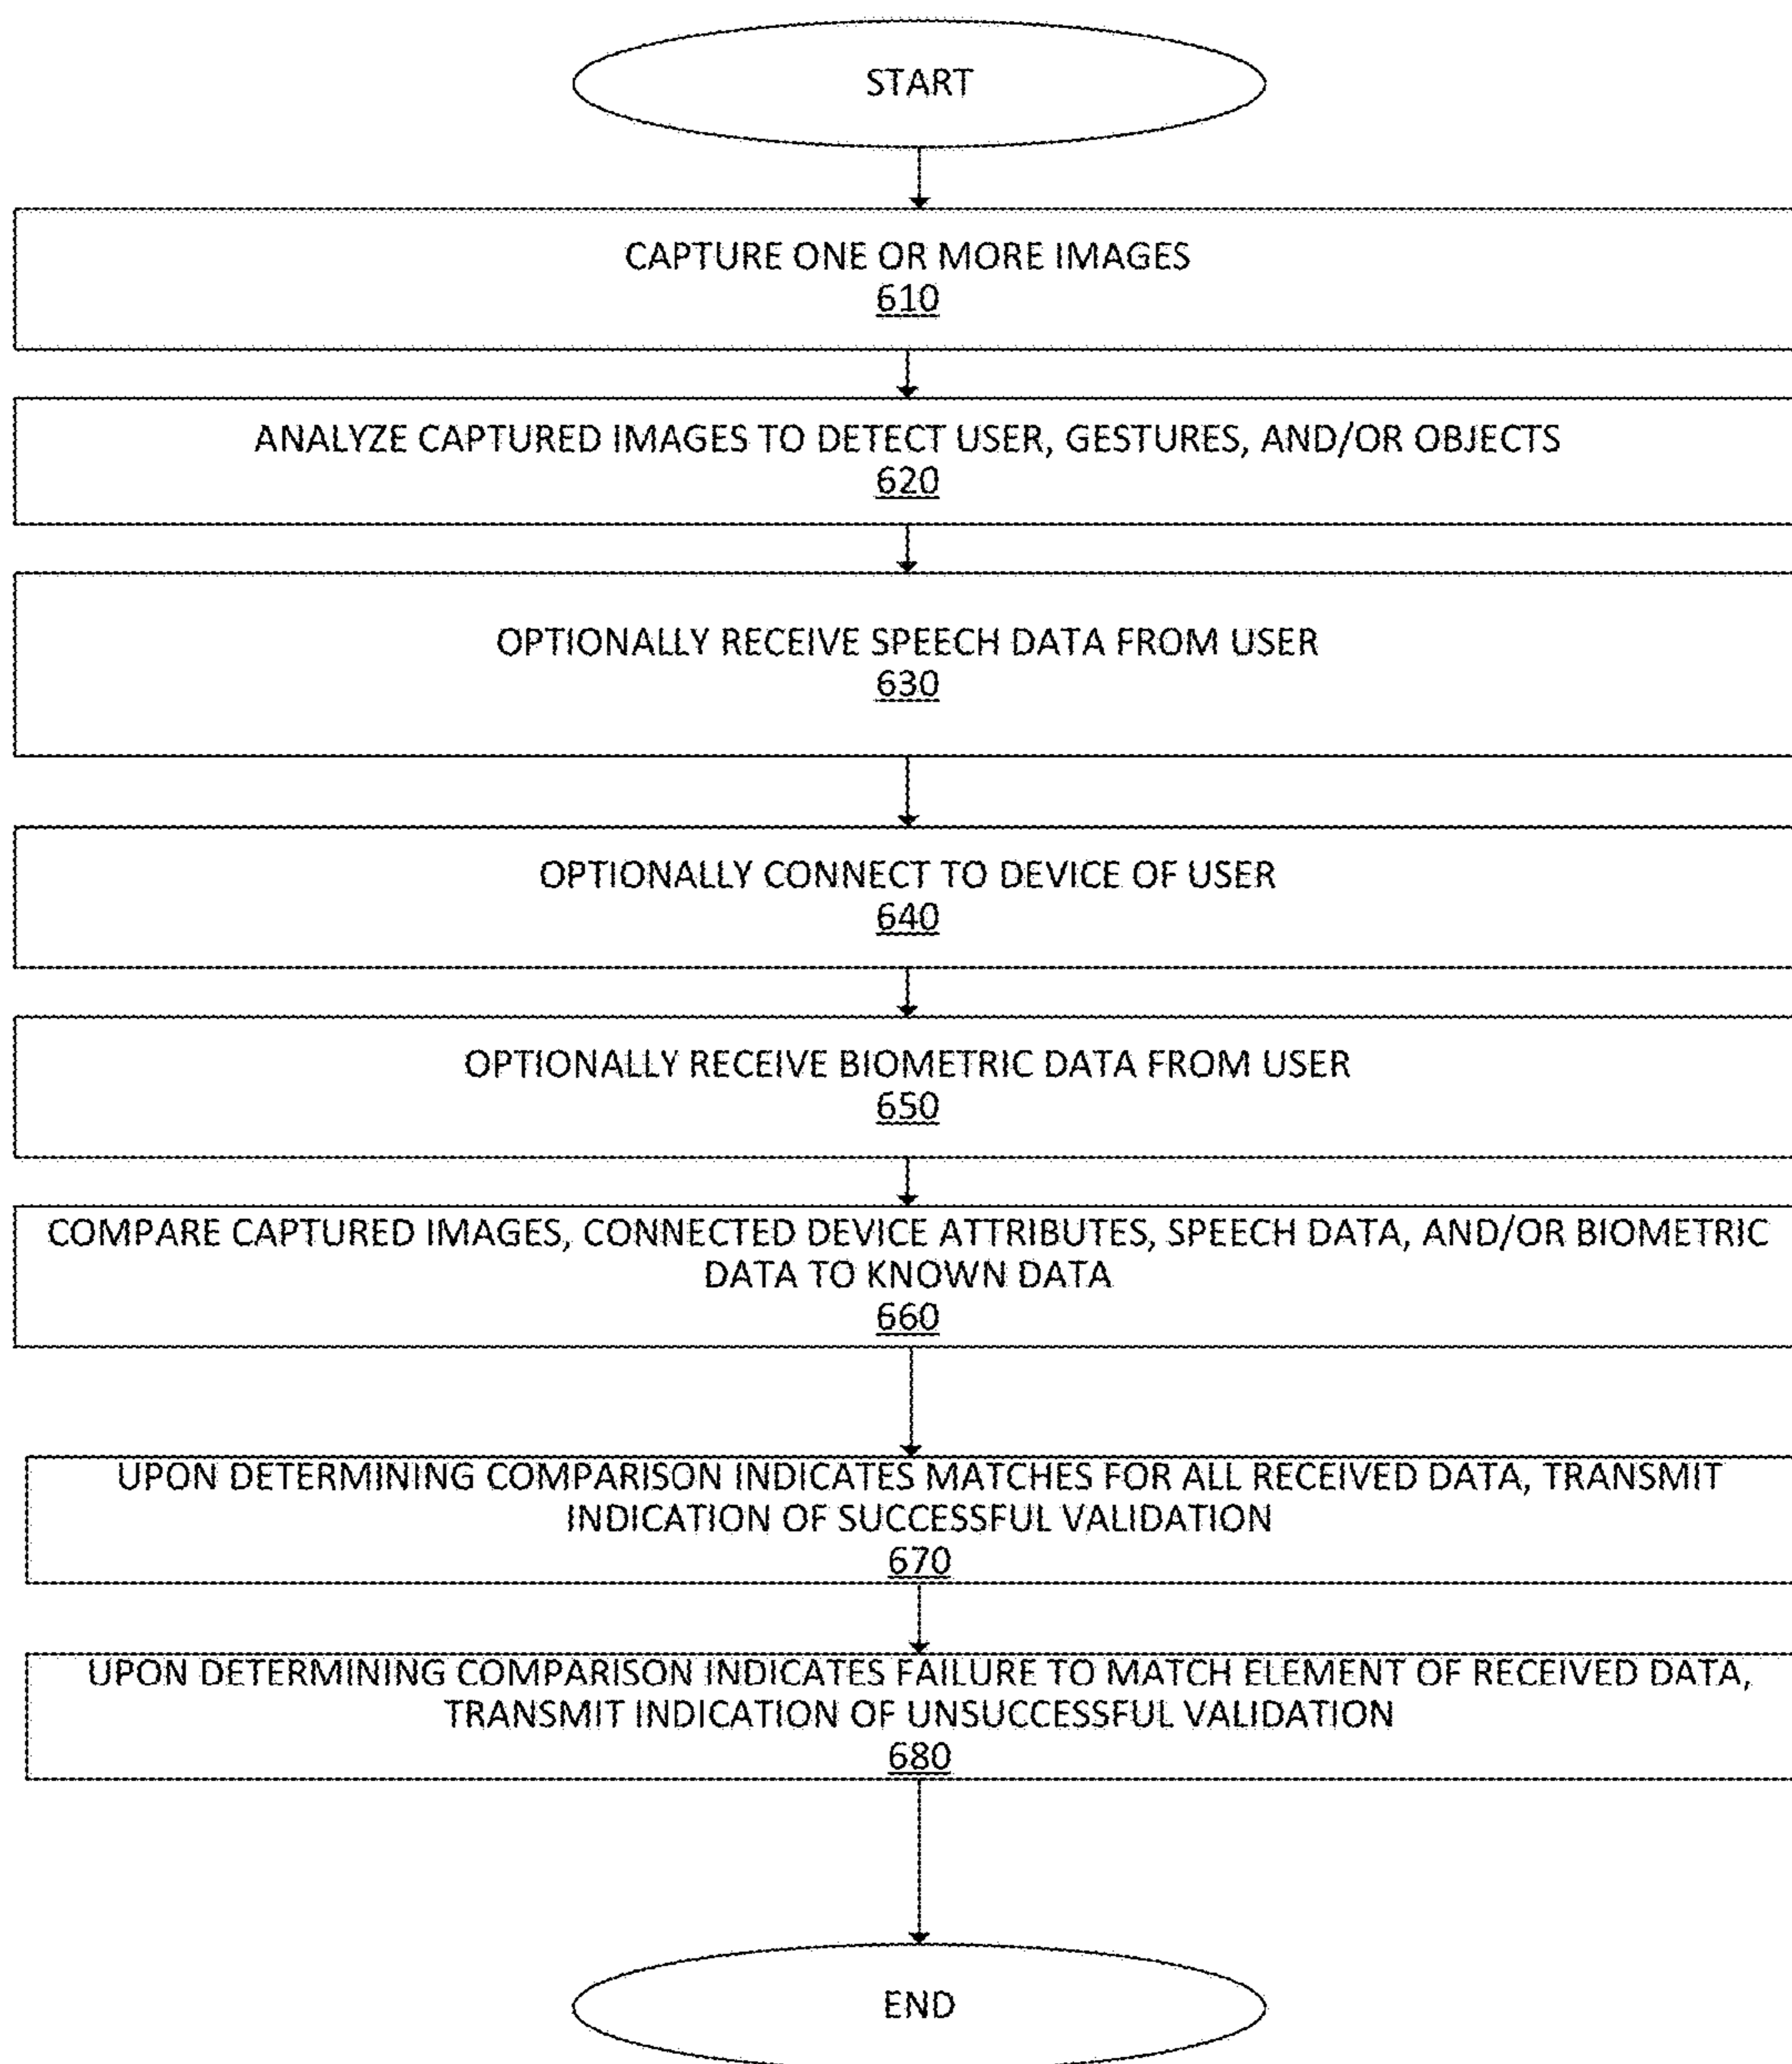 START
CAPTURE ONE OR MORE IMAGES
610
ANALYZE CAPTURED IMAGES TO DETECT USER, GESTURES, AND/OR OBJECTS
620
OPTIONALLY RECEIVE SPEECH DATA FROM USER
630
OPTIONALLY CONNECT TO DEVICE OF USER
640
OPTIONALLY RECEIVE BIOMETRIC DATA FROM USER
650
COMPARE CAPTURED IMAGES, CONNECTED DEVICE ATTRIBUTES, SPEECH DATA, AND/OR BIOMETRIC
DATA TO KNOWN DATA
660
UPON DETERMINING COMPARISON INDICATES MATCHES FOR ALL RECEIVED DATA, TRANSMIT
INDICATION OF SUCCESSFUL VALIDATION
670
UPON DETERMINING COMPARISON INDICATES FAILURE TO MATCH ELEMENT OF RECEIVED DATA,
TRANSMIT INDICATION OF UNSUCCESSFUL VALIDATION
680
END